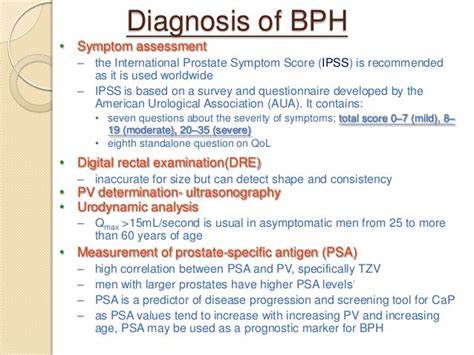 Diagnosis of BPH
• Symptom assessment
– the International Prostate Symptom Score (IPSS) is recommended
as it is used worldwide
– IPSS is based on a survey and questionnaire developed by the
American Urological Association (AUA). It contains:
• seven questions about the severity of symptoms; total score 0–7 (mild), 8–
19 (moderate), 20–35 (severe)
• eighth standalone question on QoL
• Digital rectal examination(DRE)
– inaccurate for size but can detect shape and consistency
• PV determination- ultrasonography
• Urodynamic analysis
– Qmax >15mL/second is usual in asymptomatic men from 25 to more
than 60 years of age
• Measurement of prostate-specific antigen (PSA)
– high correlation between PSA and PV, specifically TZV
– men with larger prostates have higher PSA levels'
– PSA is a predictor of disease progression and screening tool for CaP
– as PSA values tend to increase with increasing PV and increasing
age, PSA may be used as a prognostic marker for BPH